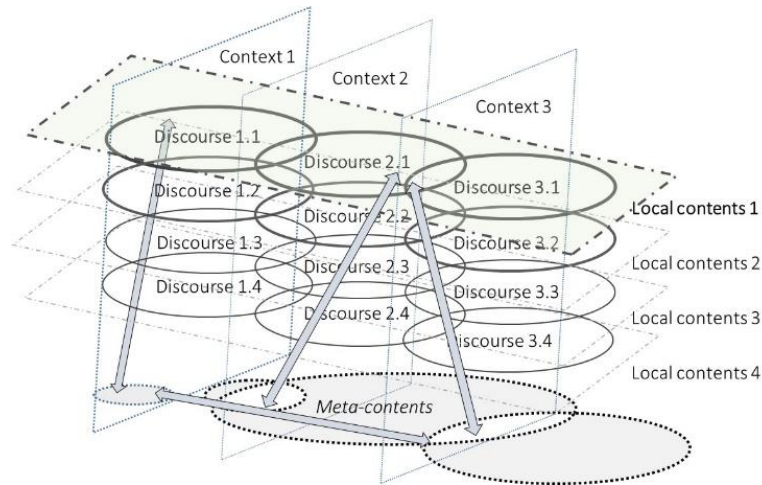 Context 1
Context 2
Context 3
Discourse 1.1
Discourse 2.1
Discourse 3.1
Discourse 1.2
Discourse 2.2
Discourse 3.2
Local contents 1
Discourse 1.3
Discourse 2.3
Discourse 3.3
Local contents 2
Discourse 1.4
Discourse 2.4
Discourse 3.4
Local contents 3
Local contents 4
Meta-contents